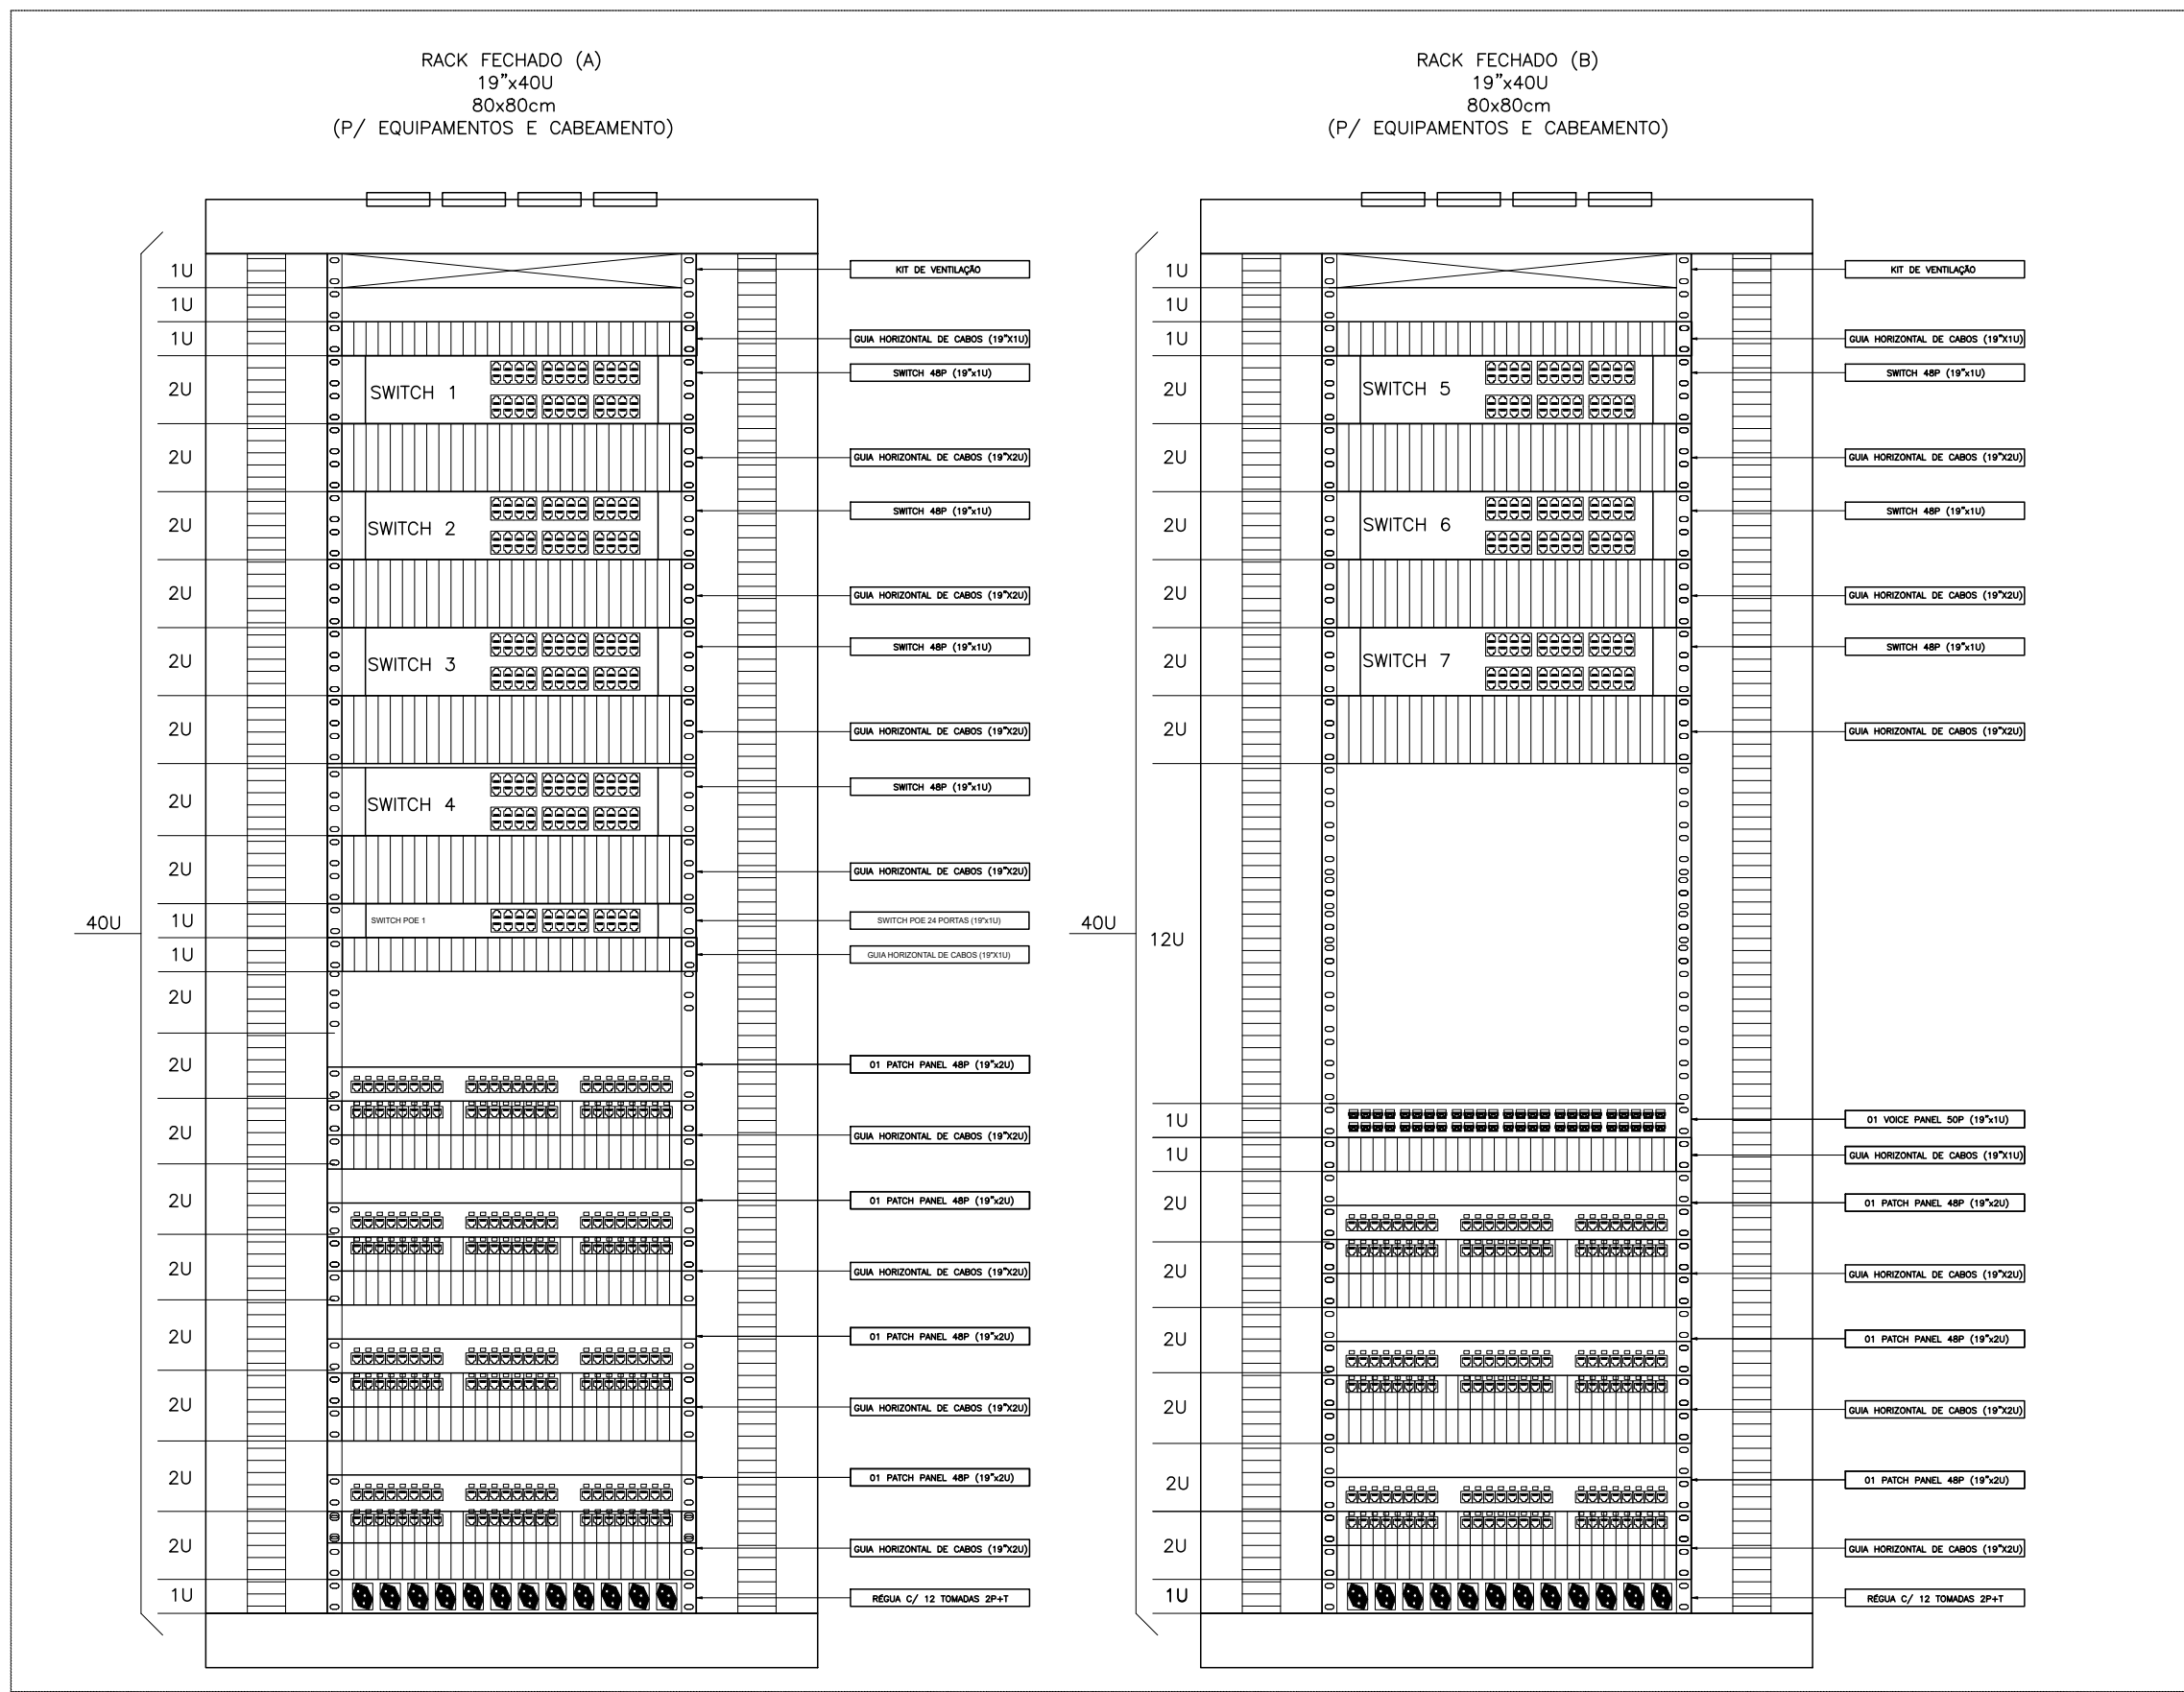 RACK FECHADO (A)
19"x40U
80x80cm
(P/ EQUIPAMENTOS E CABEAMENTO)
1U
KIT DE VENTILAÇÃO
1U
1U
GUIA HORIZONTAL DE CABOS (19"X1U)
2U
SWITCH 1
SWITCH 48P (19"x1U)
2U
GUIA HORIZONTAL DE CABOS (19"X2U)
2U
SWITCH 2
SWITCH 48P (19"x1U)
2U
GUIA HORIZONTAL DE CABOS (19"X2U)
2U
SWITCH 3
SWITCH 48P (19"x1U)
2U
GUIA HORIZONTAL DE CABOS (19"X2U)
2U
SWITCH 4
SWITCH 48P (19"x1U)
2U
GUIA HORIZONTAL DE CABOS (19"X2U)
40U
1U
SWITCH POE 1
SWITCH POE 24 PORTAS (19"x1U)
1U
GUIA HORIZONTAL DE CABOS (19"X1U)
2U
2U
01 PATCH PANEL 48P (19"x2U)
2U
GUIA HORIZONTAL DE CABOS (19"X2U)
2U
01 PATCH PANEL 48P (19"x2U)
2U
GUIA HORIZONTAL DE CABOS (19"X2U)
2U
01 PATCH PANEL 48P (19"x2U)
2U
GUIA HORIZONTAL DE CABOS (19"X2U)
2U
01 PATCH PANEL 48P (19"x2U)
2U
GUIA HORIZONTAL DE CABOS (19"X2U)
1U
RÉGUA C/ 12 TOMADAS 2P+T
RACK FECHADO (B)
19"x40U
80x80cm
(P/ EQUIPAMENTOS E CABEAMENTO)
1U
KIT DE VENTILAÇÃO
1U
1U
GUIA HORIZONTAL DE CABOS (19"X1U)
2U
SWITCH 5
SWITCH 48P (19"x1U)
2U
GUIA HORIZONTAL DE CABOS (19"X2U)
2U
SWITCH 6
SWITCH 48P (19"x1U)
2U
GUIA HORIZONTAL DE CABOS (19"X2U)
2U
SWITCH 7
SWITCH 48P (19"x1U)
2U
GUIA HORIZONTAL DE CABOS (19"X2U)
40U
12U
1U
01 VOICE PANEL 50P (19"x1U)
1U
GUIA HORIZONTAL DE CABOS (19"X1U)
2U
01 PATCH PANEL 48P (19"x2U)
2U
GUIA HORIZONTAL DE CABOS (19"X2U)
2U
01 PATCH PANEL 48P (19"x2U)
2U
GUIA HORIZONTAL DE CABOS (19"X2U)
2U
01 PATCH PANEL 48P (19"x2U)
2U
GUIA HORIZONTAL DE CABOS (19"X2U)
1U
RÉGUA C/ 12 TOMADAS 2P+T